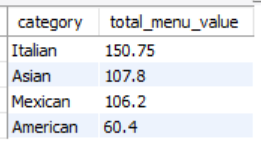 category total_menu_value
Italian 150.75
Asian 107.8
Mexican 106.2
American 60.4